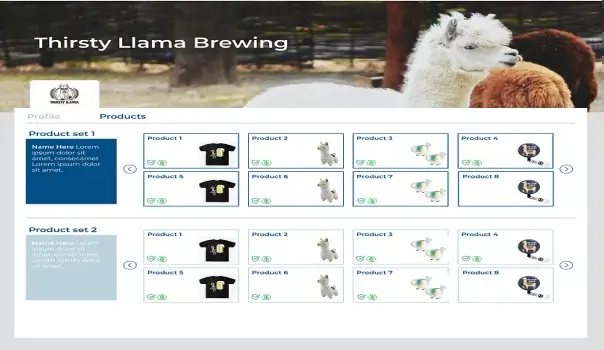 Thirsty Llama Brewing
THIRSTY LLAMA
Profile
Products
Product set 1
Name Here Lorem
ipsum dolor sit
amet, consecamet
Lorem ipsum dolor
sit amet.
Product 1
Product 2
Product 3
Product 4
Product 5
Product 6
Product 7
Product 8
Product set 2
Name Here Lorem
ipsum dolor sit
amet, consecamet
Lorem ipsum dolor
sit amet.
Product 1
Product 2
Product 3
Product 4
Product 5
Product 6
Product 7
Product 8